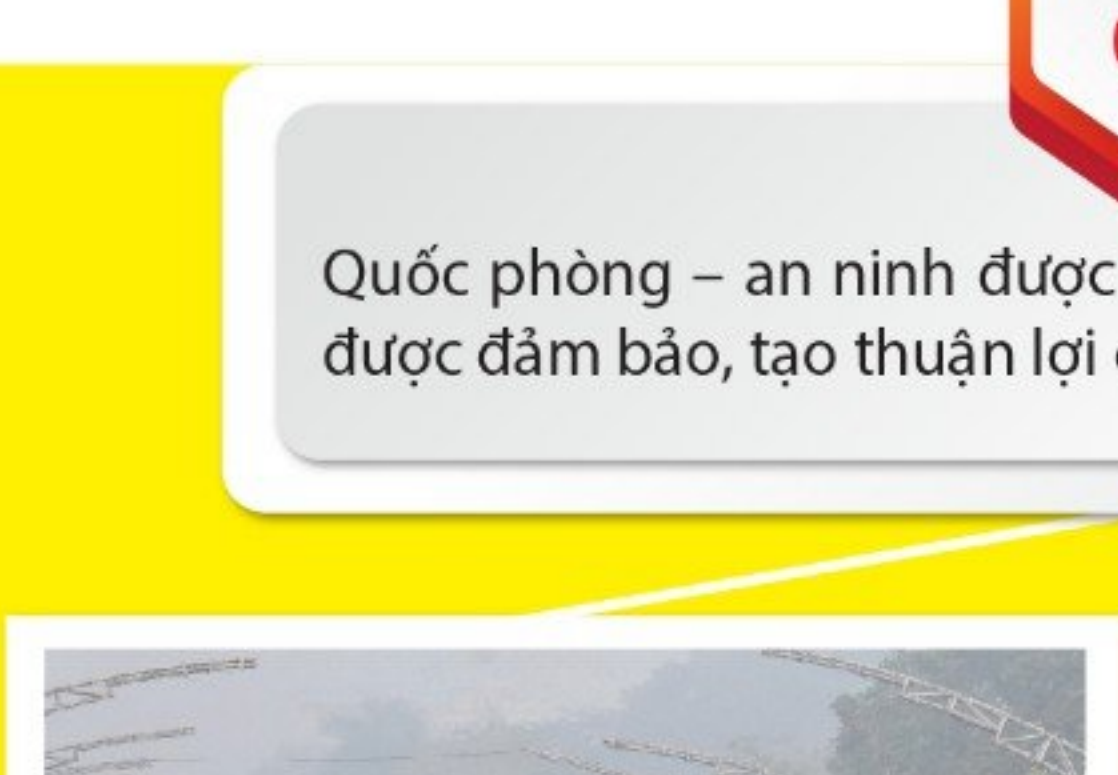 Quốc phòng – an ninh được
được đảm bảo, tạo thuận lợi